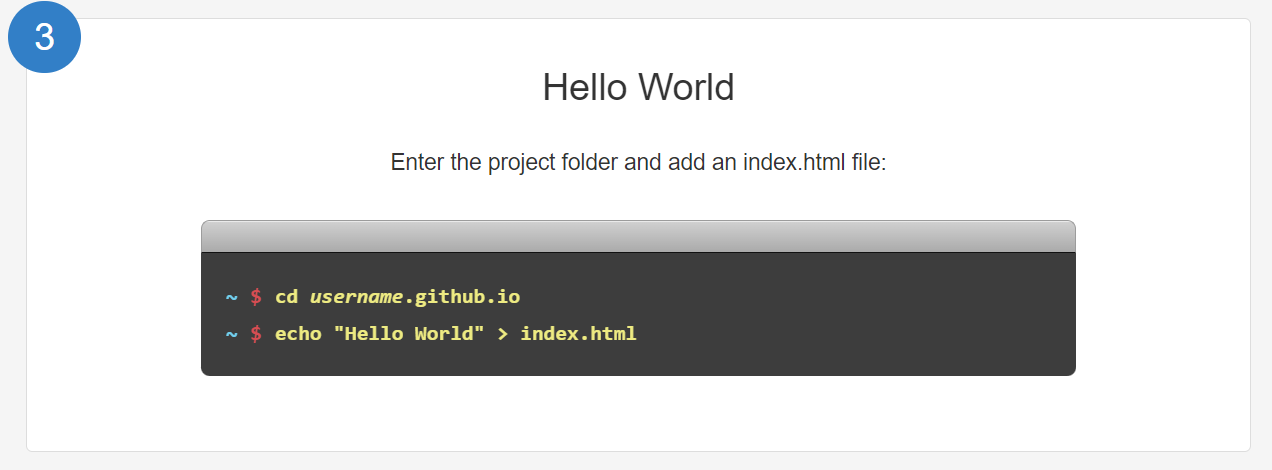 3
Hello World
Enter the project folder and add an index.html file:
~ $ cd username.github.io
~ $ echo "Hello World" > index.html